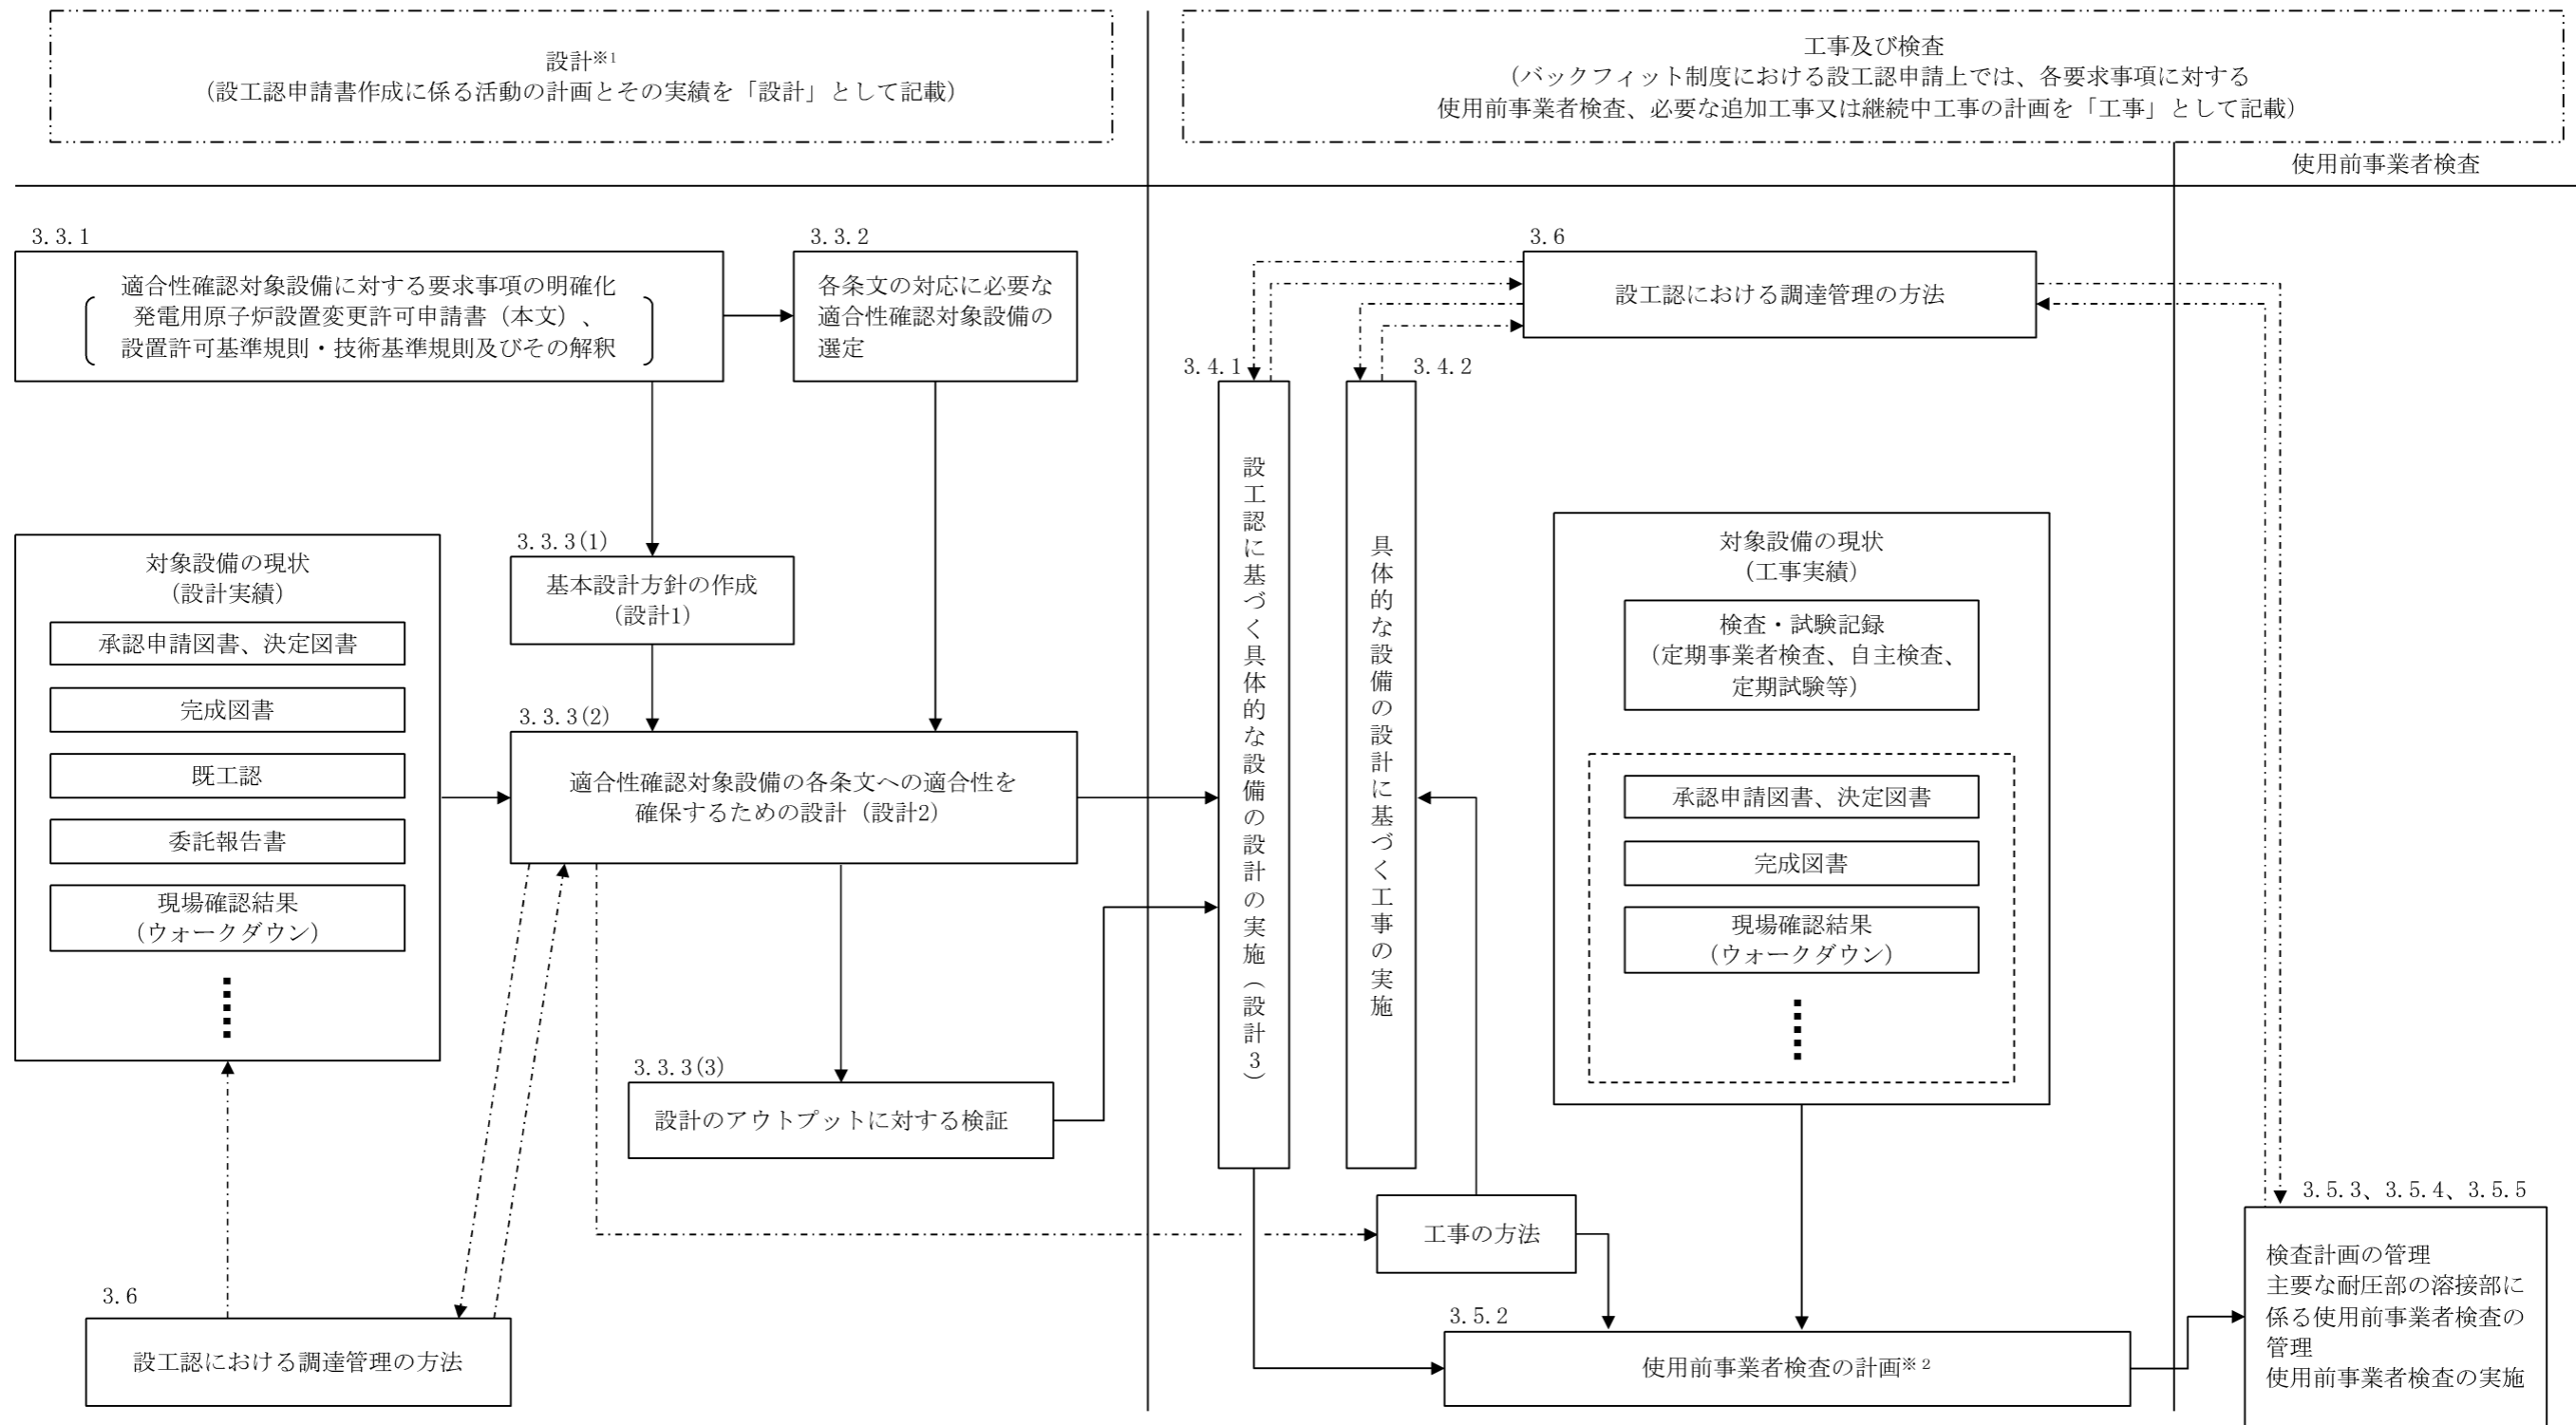 設計※1
(設工認申請書作成に係る活動の計画とその実績を「設計」として記載)
工事及び検査
(バックフィット制度における設工認申請上では、各要求事項に対する
使用前事業者検査、必要な追加工事又は継続中工事の計画を「工事」として記載)
使用前事業者検査
3.3.1
適合性確認対象設備に対する要求事項の明確化
発電用原子炉設置変更許可申請書(本文)、
設置許可基準規則・技術基準規則及びその解釈
3.3.2
各条文の対応に必要な
適合性確認対象設備の
選定
対象設備の現状
(設計実績)
承認申請図書、決定図書
完成図書
既工認
委託報告書
現場確認結果
(ウォークダウン)
3.3.3(1)
基本設計方針の作成
(設計1)
3.3.3(2)
適合性確認対象設備の各条文への適合性を
確保するための設計(設計2)
3.3.3(3)
設計のアウトプットに対する検証
3.6
設工認における調達管理の方法
3.6
設工認における調達管理の方法
3.4.1
設工認に基づく具体的な設備の設計の実施(設計3)
3.4.2
具体的な設備の設計に基づく工事の実施
対象設備の現状
(工事実績)
検査・試験記録
(定期事業者検査、自主検査、
定期試験等)
承認申請図書、決定図書
完成図書
現場確認結果
(ウォークダウン)
工事の方法
3.5.2
使用前事業者検査の計画※2
3.5.3、3.5.4、3.5.5
検査計画の管理
主要な耐圧部の溶接部に
係る使用前事業者検査の
管理
使用前事業者検査の実施